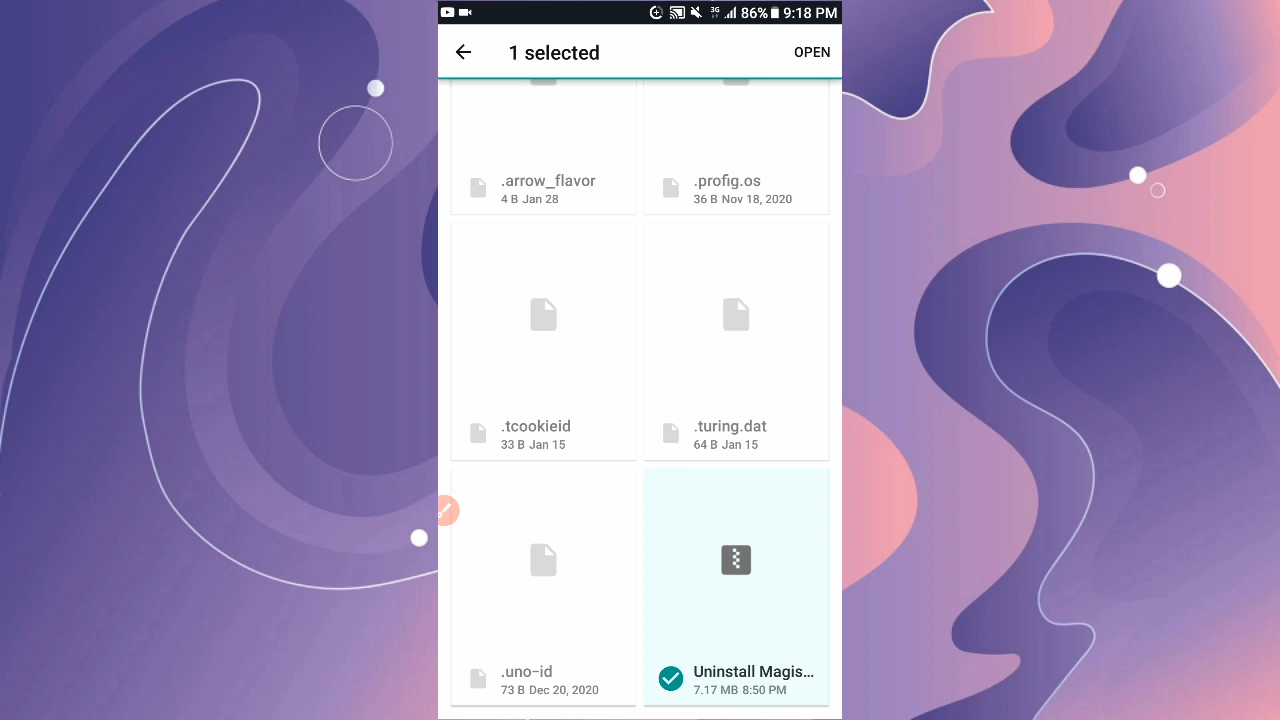 3G 86% 9:18 PM
1 selected OPEN
.arrow_flavor
4 B Jan 28
.profig.os
36 B Nov 18, 2020
.tcookieid
33 B Jan 15
.turing.dat
64 B Jan 15
.uno-id
73 B Dec 20, 2020
Uninstall Magis...
7.17 MB 8:50 PM